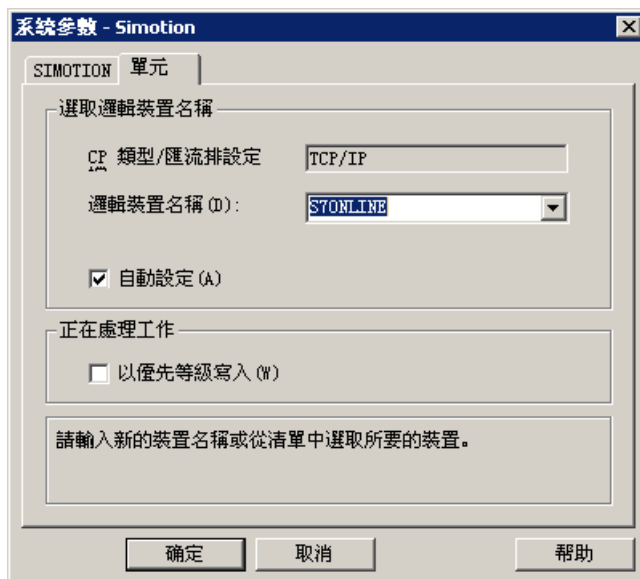 系統參數 - Simotion
SIMOTION 單元
選取邏輯裝置名稱
CP 類型/匯流排設定 TCP/IP
邏輯裝置名稱(D): S7ONLINE
自動設定(A)
正在處理工作
以優先等級寫入(W)
請輸入新的裝置名稱或從清單中選取所要的裝置。
确定 取消 帮助